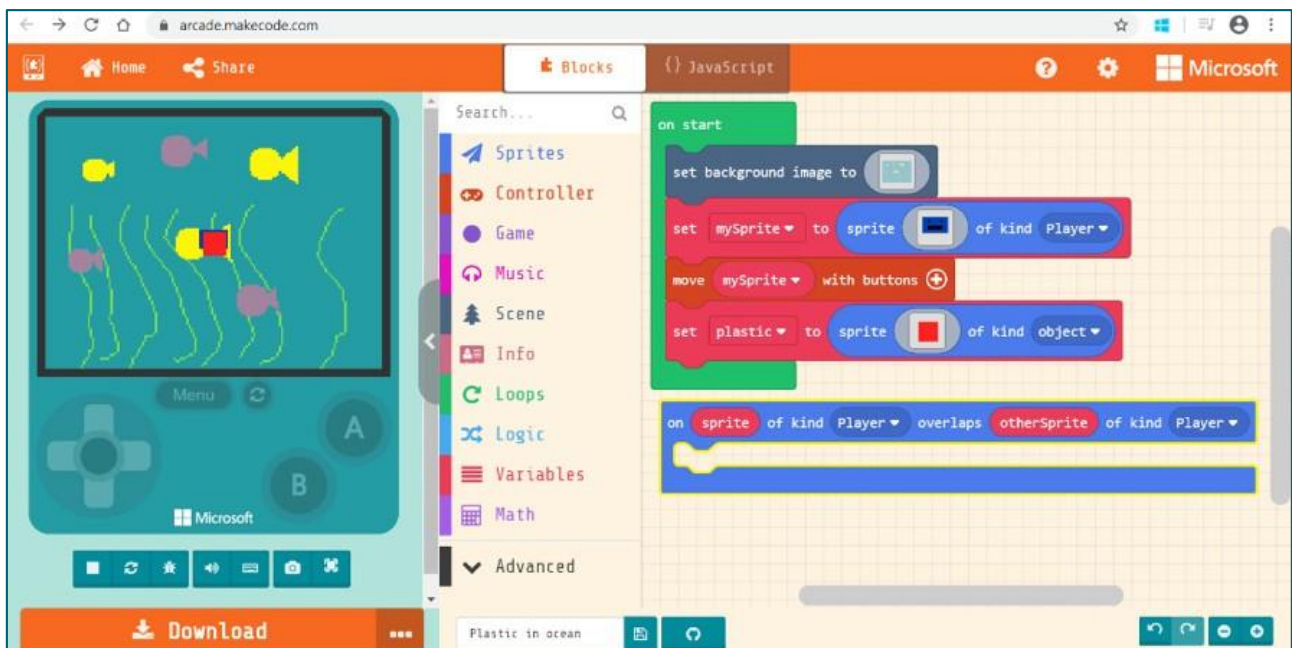 arcade.makecode.com
Home Share Blocks {} JavaScript Microsoft
Search...
Sprites
Controller
Game
Music
Scene
Info
Loops
Logic
Variables
Math
Advanced
on start
set background image to
set mySprite to sprite of kind Player
move mySprite with buttons
set plastic to sprite of kind object
on sprite of kind Player overlaps otherSprite of kind Player
Menu
A
B
Microsoft
Download
Plastic in ocean